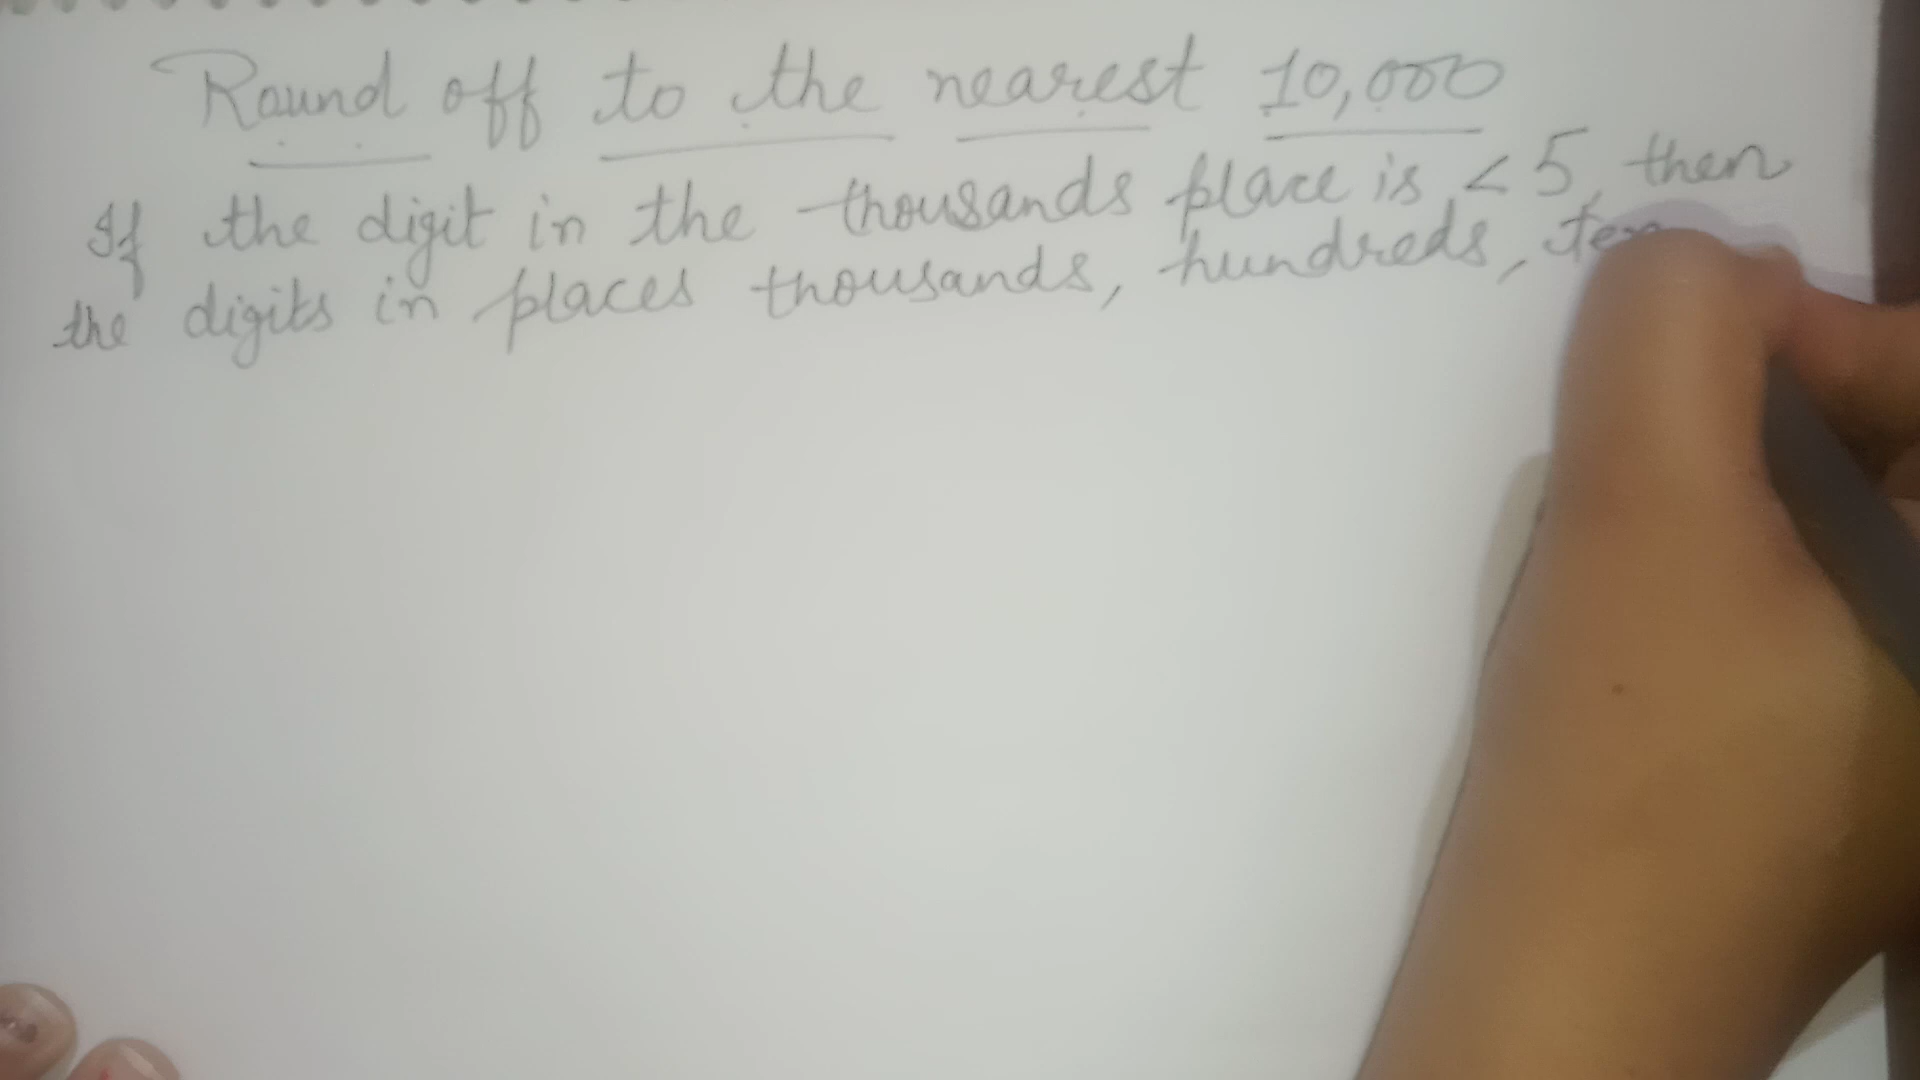 Round off to the nearest 10,000
If the digit in the thousands place is < 5, then
the digits in places thousands, hundreds,